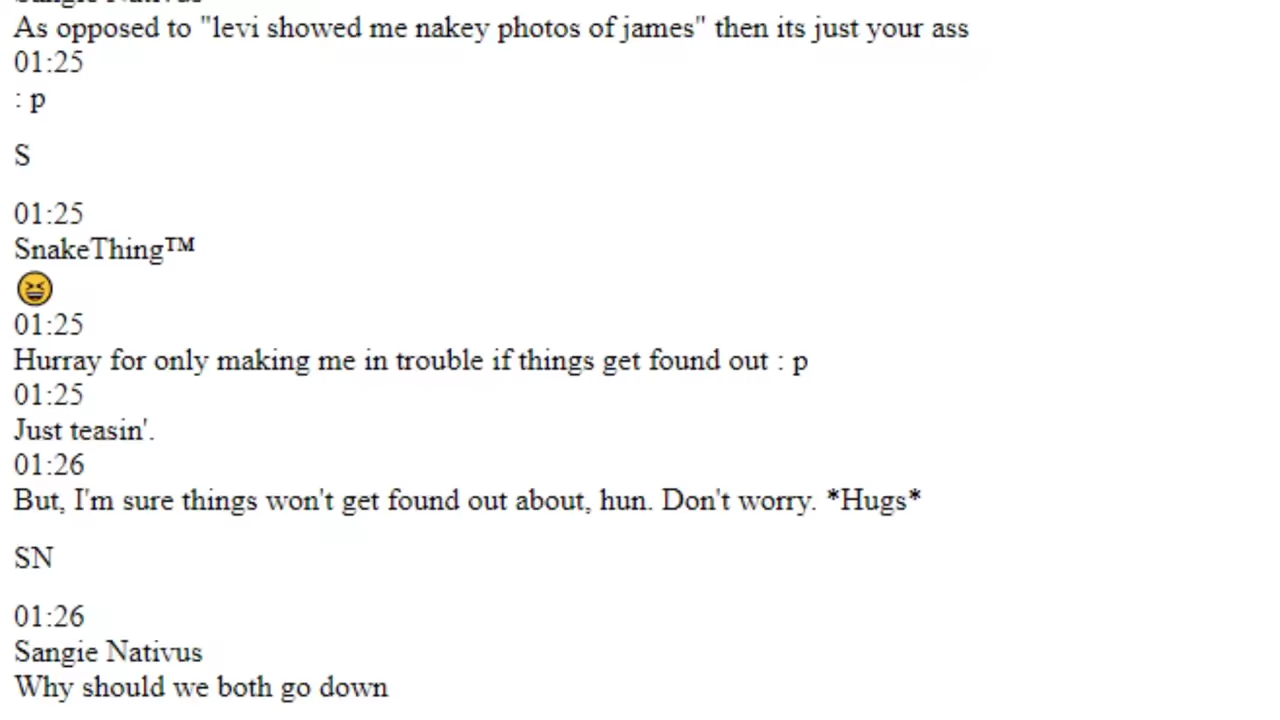 Sangie Nativus
As opposed to "levi showed me nakey photos of james" then its just your ass
01:25
: p
S
01:25
SnakeThing™
01:25
Hurray for only making me in trouble if things get found out : p
01:25
Just teasin'.
01:26
But, I'm sure things won't get found out about, hun. Don't worry. *Hugs*
SN
01:26
Sangie Nativus
Why should we both go down